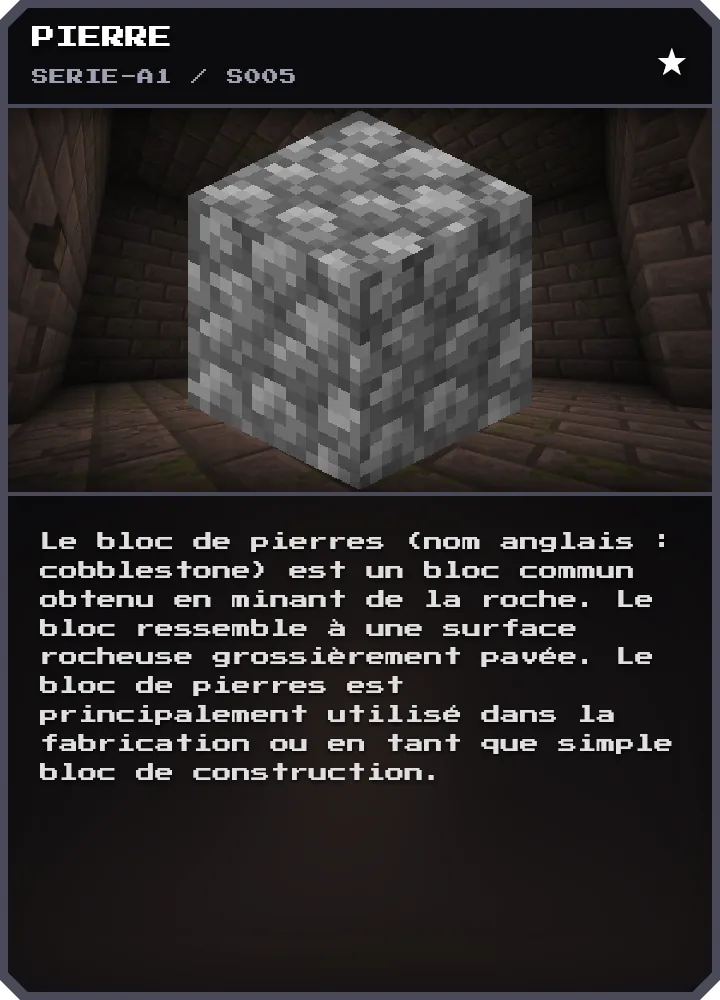 PIERRE
SERIE-A1 / S005
Le bloc de pierres (nom anglais :
cobblestone) est un bloc commun
obtenu en minant de la roche. Le
bloc ressemble à une surface
rocheuse grossièrement pavée. Le
bloc de pierres est
principalement utilisé dans la
fabrication ou en tant que simple
bloc de construction.